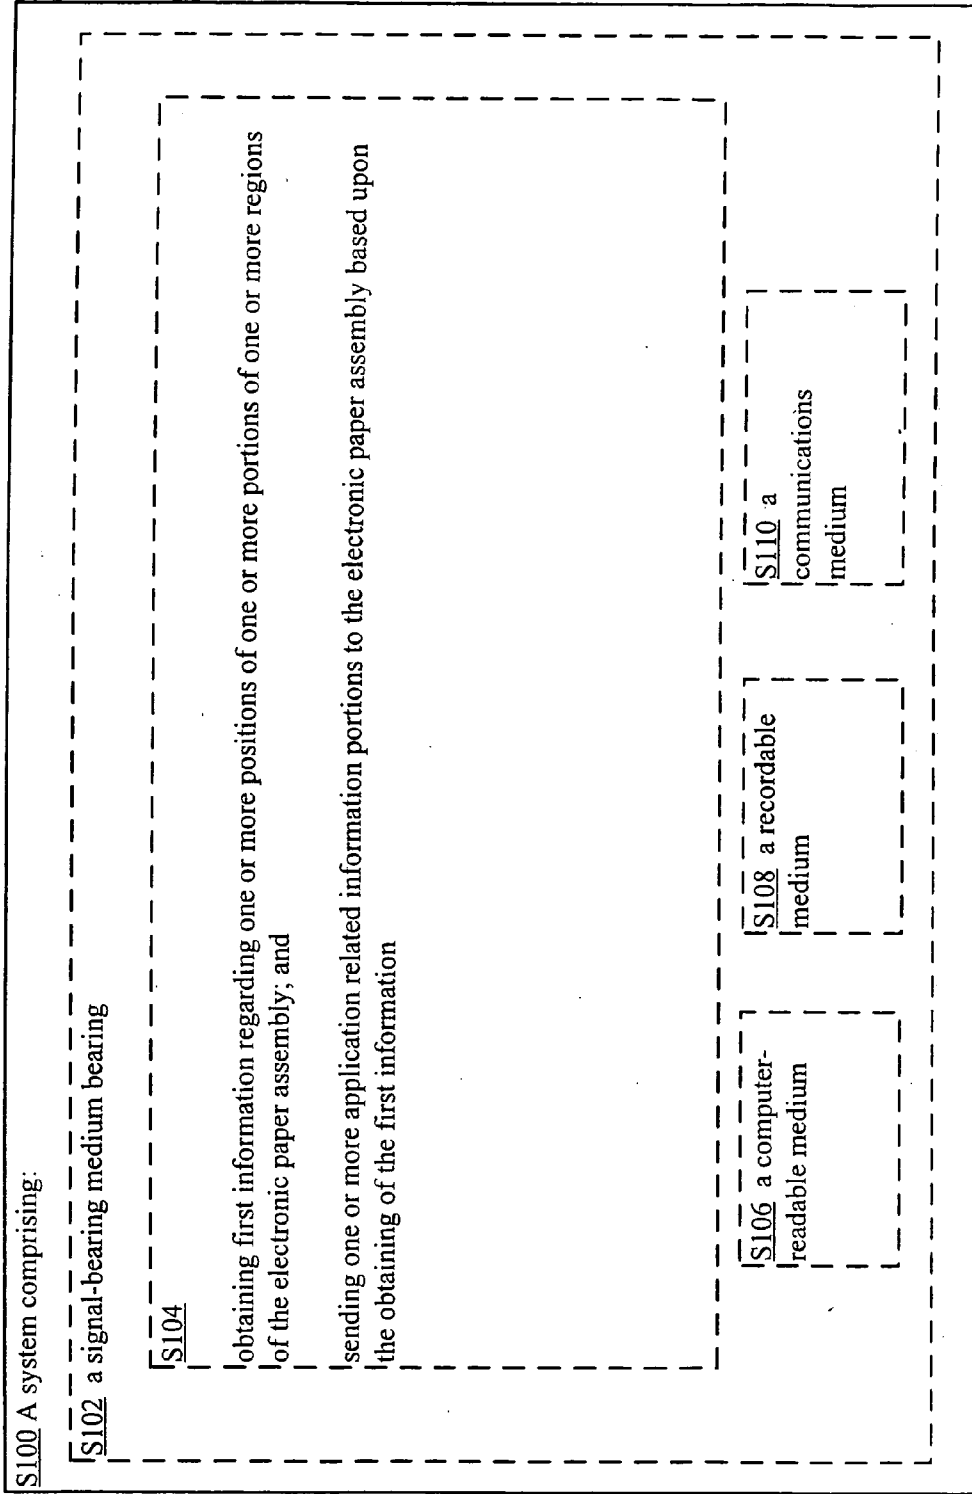 S100 A system comprising:
S102 a signal-bearing medium bearing
S104
obtaining first information regarding one or more positions of one or more portions of one or more regions
of the electronic paper assembly; and
sending one or more application related information portions to the electronic paper assembly based upon
the obtaining of the first information
S106 a computer-
readable medium
S108 a recordable
medium
S110 a
communications
medium